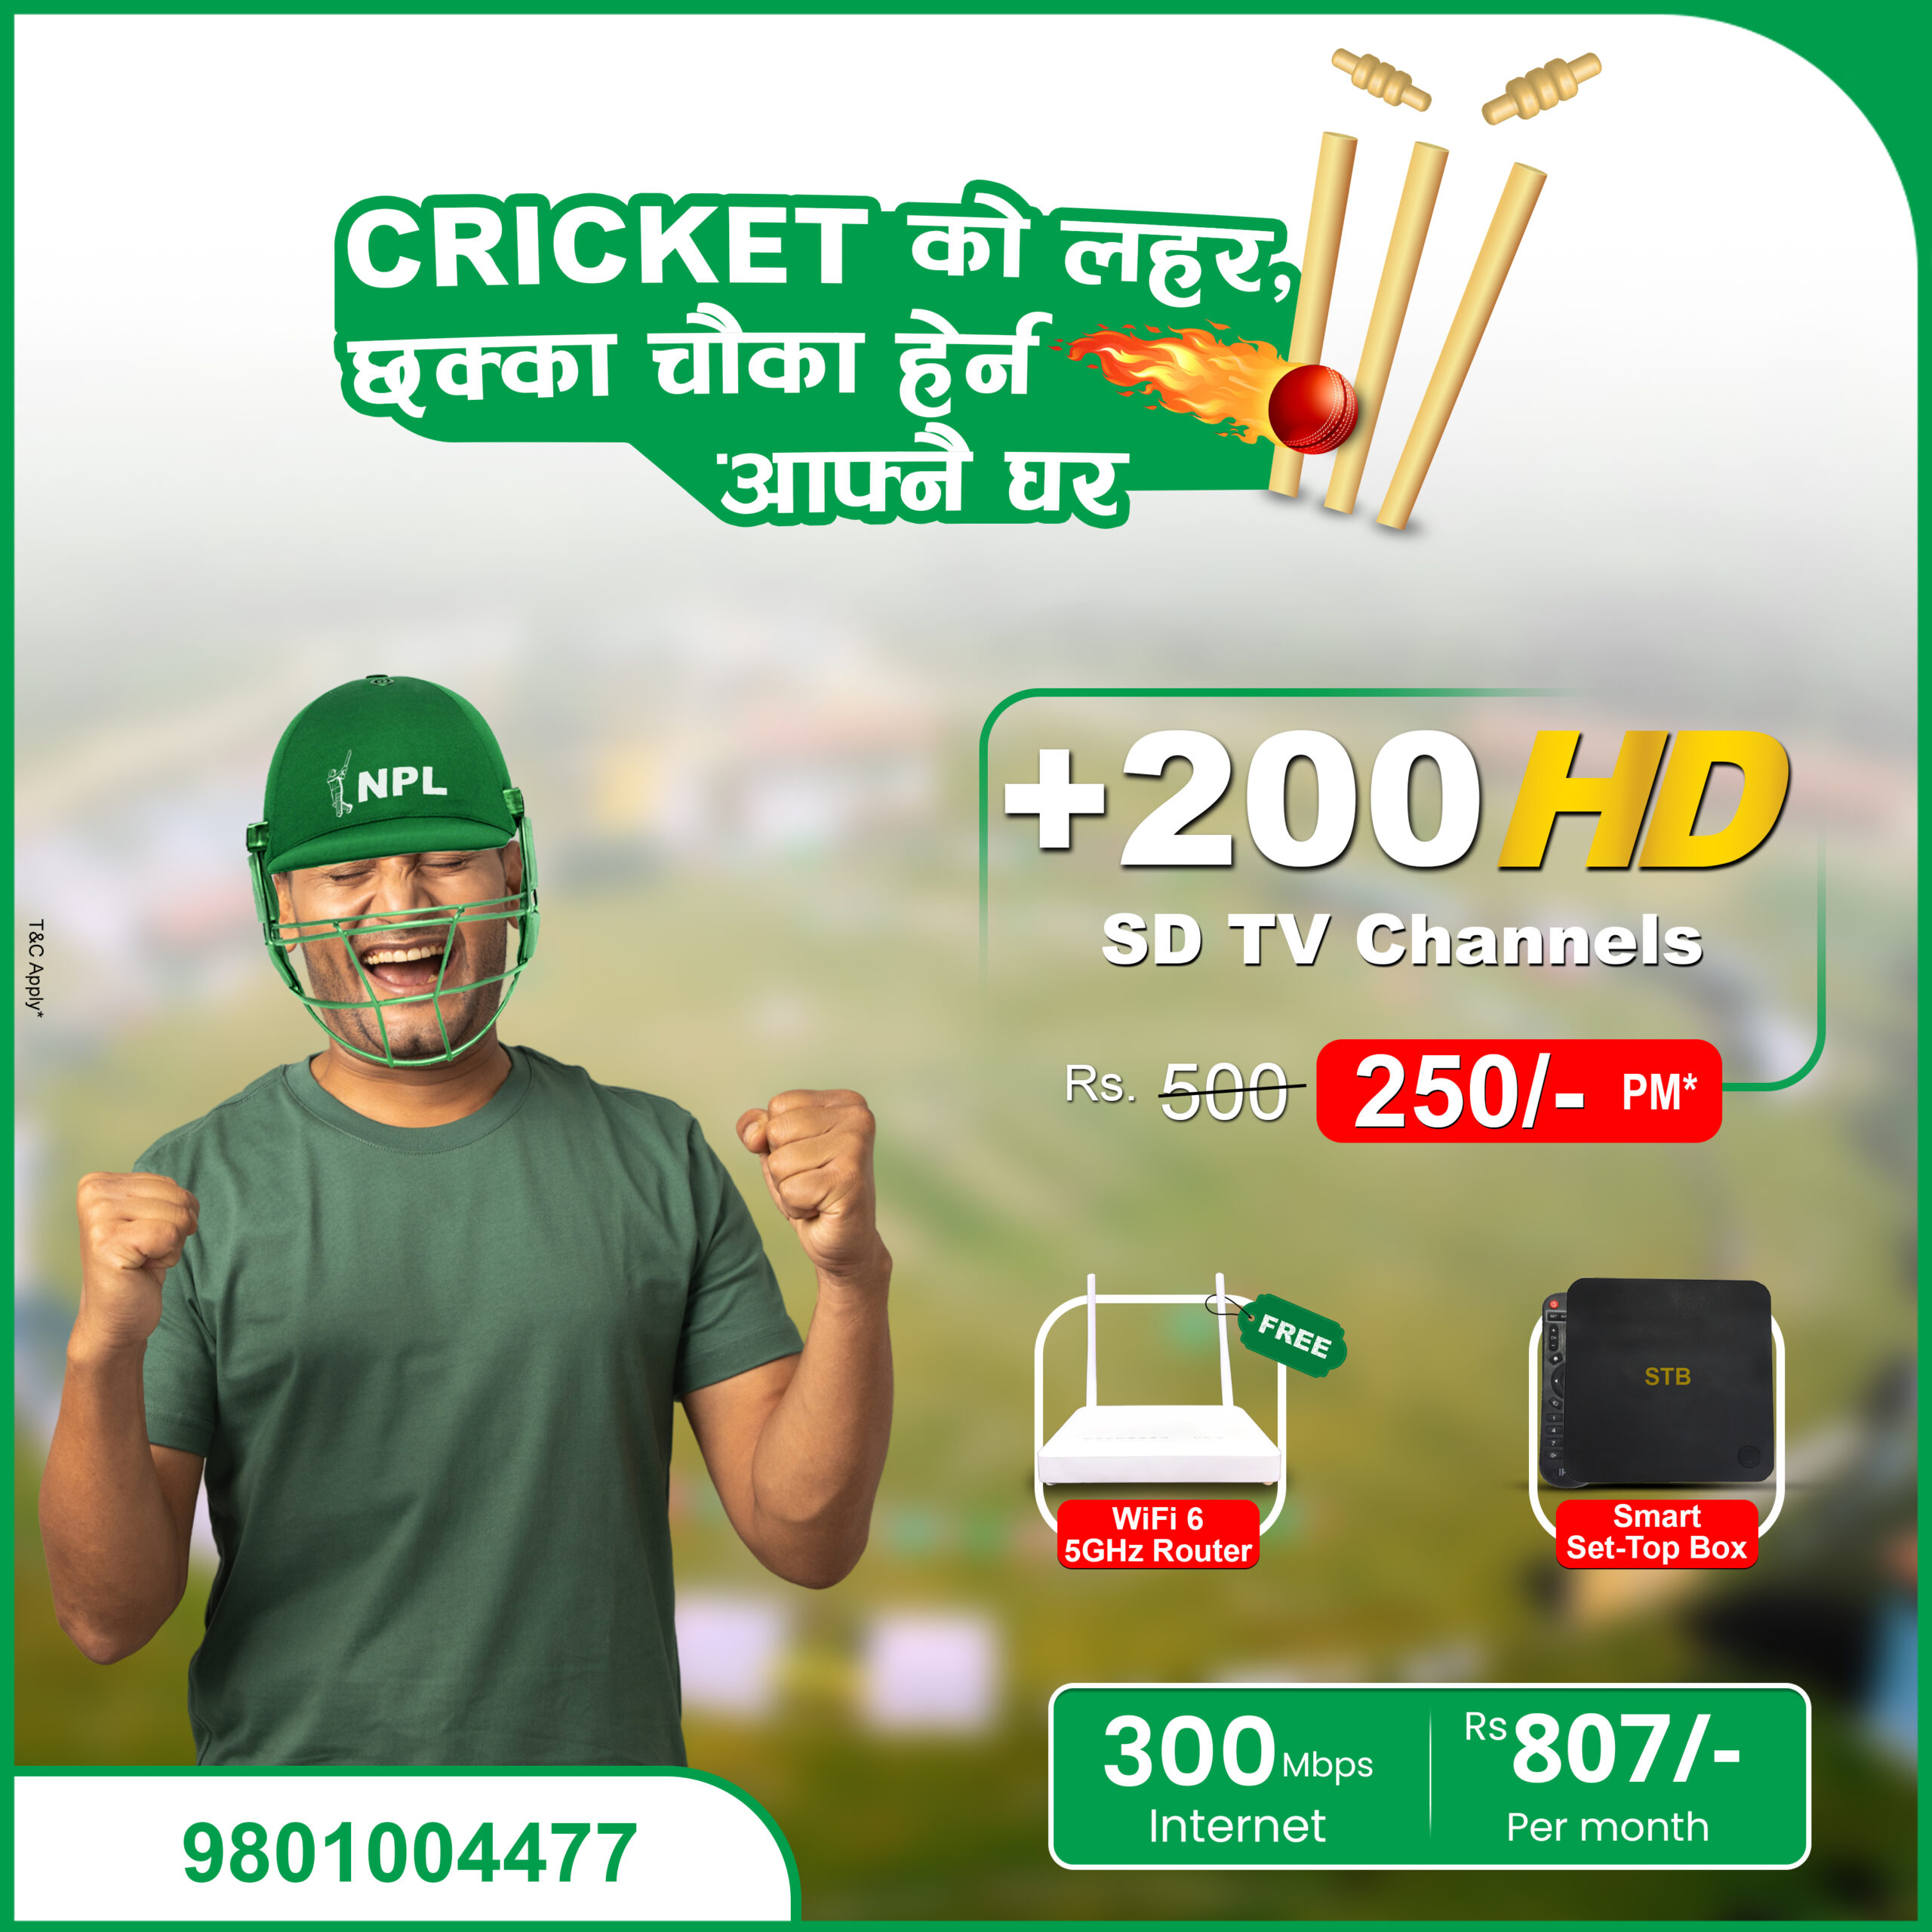 CRICKET को लहर,
छक्का चौका हेर्न
आफ्नै घर
NPL
+200 HD
SD TV Channels
Rs. 500 250/- PM*
T&C Apply*
FREE
STB
WiFi 6
5GHz Router
Smart
Set-Top Box
300 Mbps
Internet
Rs 807/-
Per month
9801004477